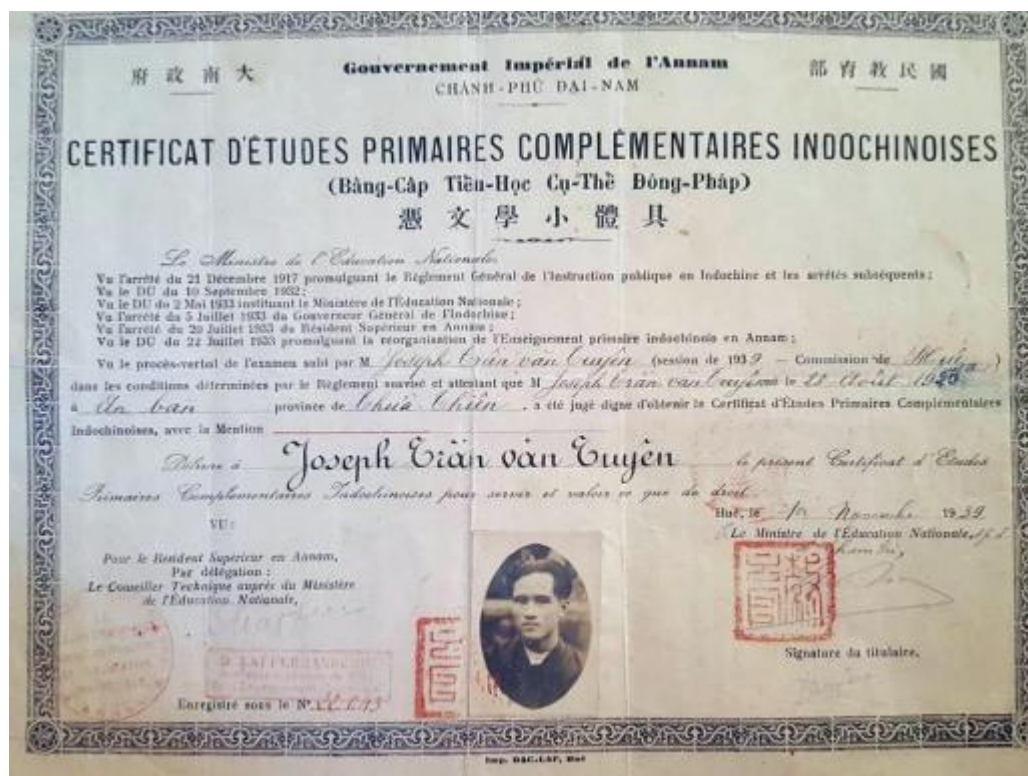 府政南大
Gouvernement Impérial de l'Annam
部育教民國
CHÁNH-PHỦ ĐẠI-NAM
CERTIFICAT D'ÉTUDES PRIMAIRES COMPLÉMENTAIRES INDOCHINOISES
(Bằng-Cấp Tiểu-Học Cụ-Thể Đông-Pháp)
憑文學小體具
Le Ministre de l'Éducation Nationale,
Vu l'arrêté du 21 Décembre 1917 promulguant le Règlement Général de l'Instruction publique en Indochine et les arrêtés subséquents ;
Vu le DU du 10 Septembre 1932 ;
Vu le DU du 2 Mai 1933 instituant le Ministère de l'Éducation Nationale ;
Vu l'arrêté du 5 Juillet 1933 du Gouverneur Général de l'Indochine ;
Vu l'arrêté du 20 Juillet 1933 du Résident Supérieur en Annam ;
Vu le DU du 22 Juillet 1933 promulguant la réorganisation de l'Enseignement primaire indochinois en Annam ;
Vu le procès-verbal de l'examen subi par M Joseph Trần văn Tuyên (session de 1939 — Commission de Huế)
dans les conditions déterminées par le Règlement susvisé et attestant que M Joseph Trần văn Tuyên né le 28 Août
à An ban province de Thừa Thiên, a été jugé digne d'obtenir le Certificat d'Études Primaires Complémentaires
Indochinoises, avec la Mention
Délivre à Joseph Trần văn Tuyên le présent Certificat d'Études
Primaires Complémentaires Indochinoises pour servir et valoir ce que de droit.
Hué, le Novembre 1939
VU :
Le Ministre de l'Éducation Nationale,
Pour le Résident Supérieur en Annam,
Par délégation :
Le Conseiller Technique auprès du Ministère
de l'Éducation Nationale,
Signature du titulaire,
Enregistré sous le N°
Imp. ĐẮC-LẬP, Hué